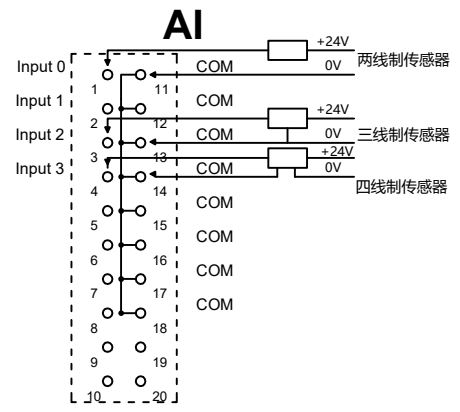 AI
+24V
Input 0 COM 0V 两线制传感器
1 11
Input 1 COM
+24V
2 12
Input 2 COM 0V 三线制传感器
3 13
+24V
Input 3 COM 0V
4 14 四线制传感器
COM
5 15
COM
6 16
COM
7 17
COM
8 18
9 19
10 20